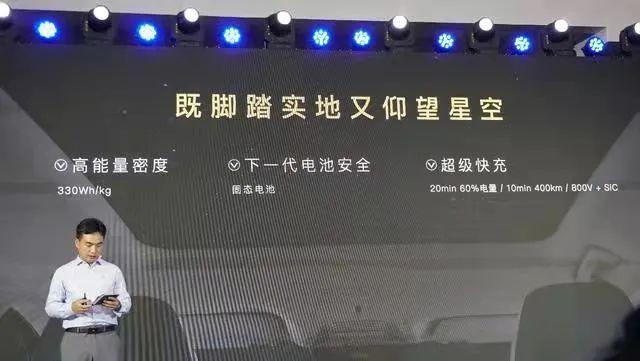 既脚踏实地又仰望星空
高能量密度
330Wh/kg
下一代电池安全
固态电池
超级快充
20min 60%电量 / 10min 400km / 800V + SIC